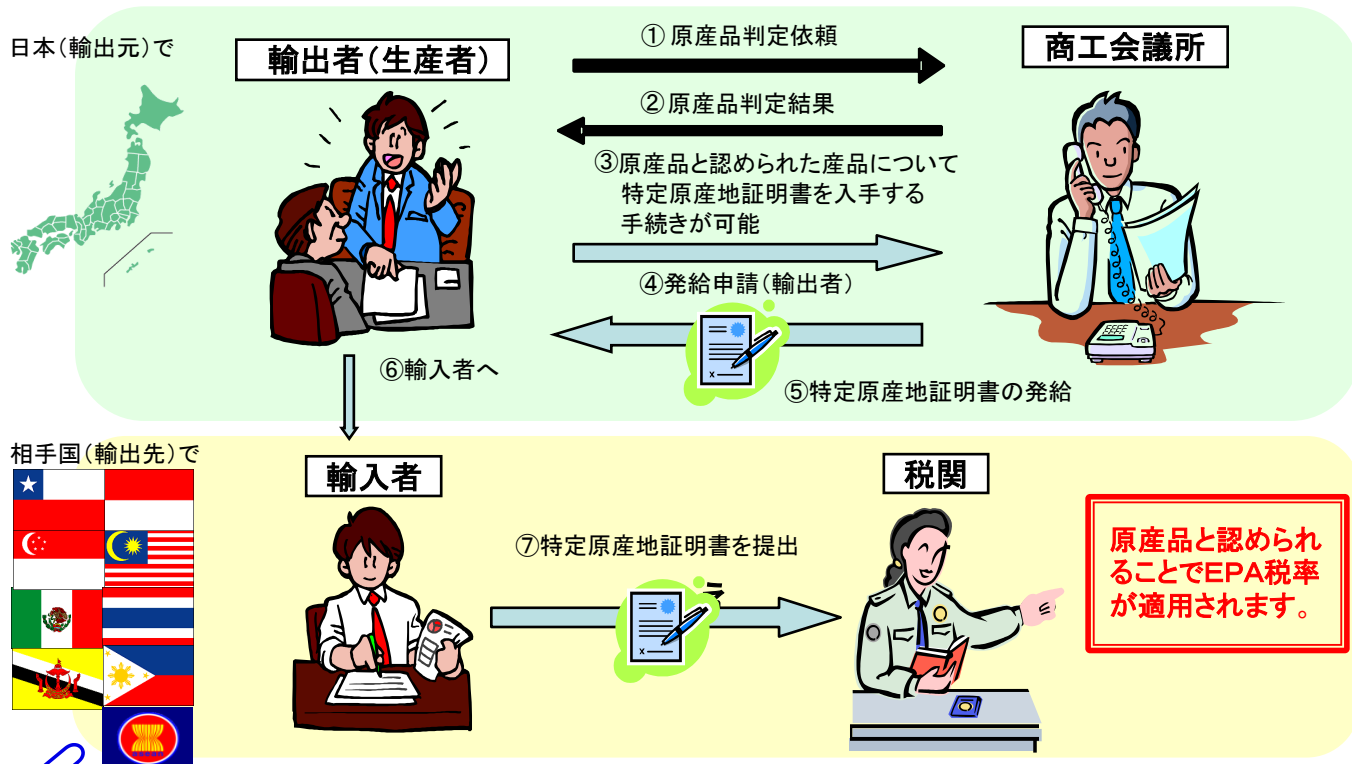 日本（輸出元）で
輸出者（生産者）
①原産品判定依頼
商工会議所
②原産品判定結果
③原産品と認められた産品について
特定原産地証明書を入手する
手続きが可能
④発給申請（輸出者）
⑤特定原産地証明書の発給
⑥輸入者へ
相手国（輸出先）で
輸入者
税関
⑦特定原産地証明書を提出
原産品と認められ
ることでEPA税率
が適用されます。